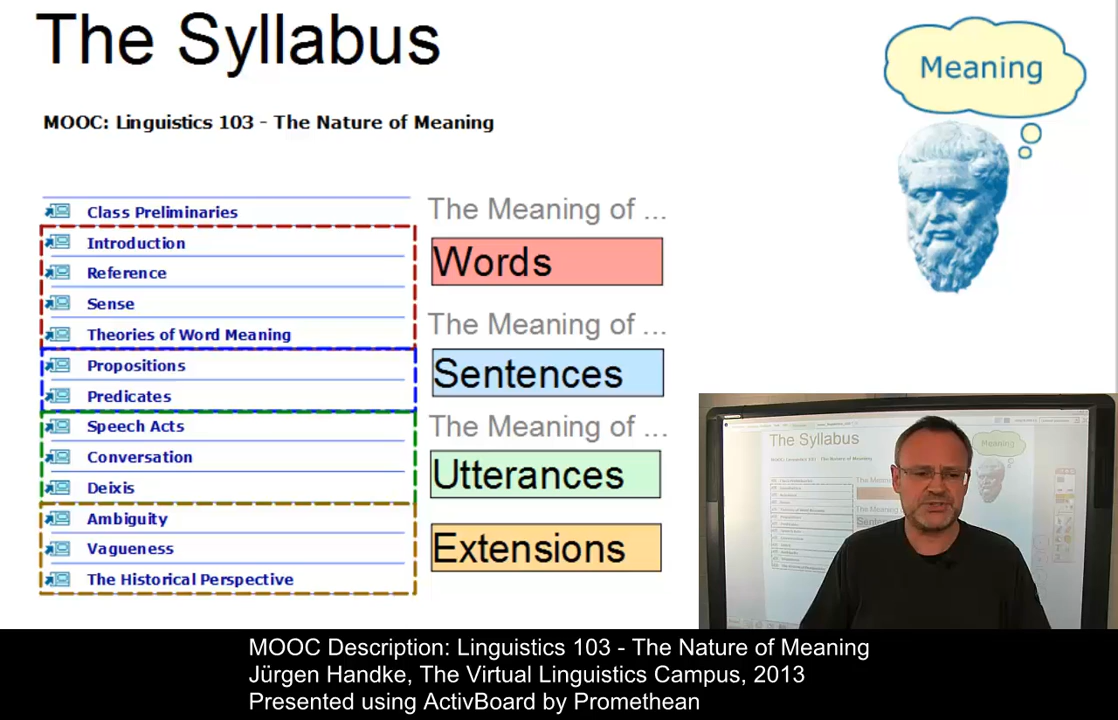 The Syllabus
Meaning
MOOC: Linguistics 103 - The Nature of Meaning
Class Preliminaries
Introduction
Reference
Sense
Theories of Word Meaning
Propositions
Predicates
Speech Acts
Conversation
Deixis
Ambiguity
Vagueness
The Historical Perspective
The Meaning of ...
Words
The Meaning of ...
Sentences
The Meaning of ...
Utterances
Extensions
The Syllabus
Meaning
MOOC Description: Linguistics 103 - The Nature of Meaning
Jürgen Handke, The Virtual Linguistics Campus, 2013
Presented using ActivBoard by Promethean